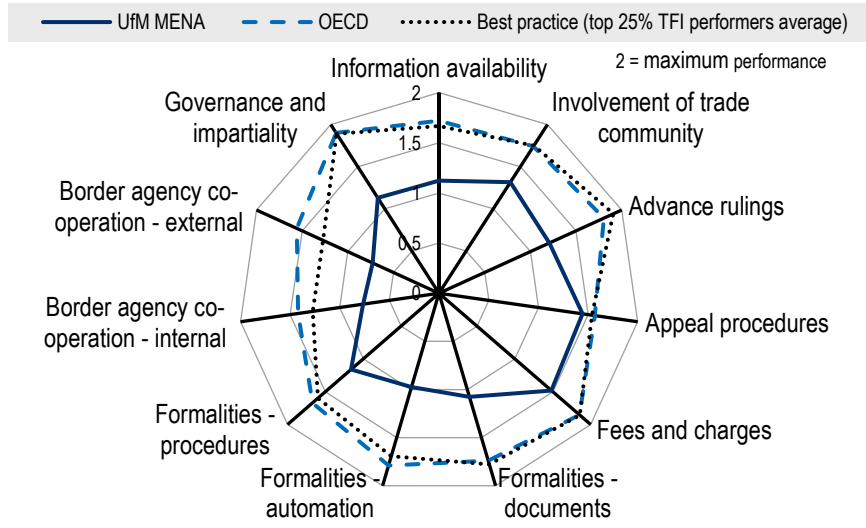 UfM MENA
OECD
Best practice (top 25% TFI performers average)
2 = maximum performance
Information availability
Involvement of trade
community
Advance rulings
Appeal procedures
Fees and charges
Formalities -
documents
Formalities -
automation
Formalities -
procedures
Border agency co-
operation - internal
Border agency co-
operation - external
Governance and
impartiality
2
1.5
1
0.5
0